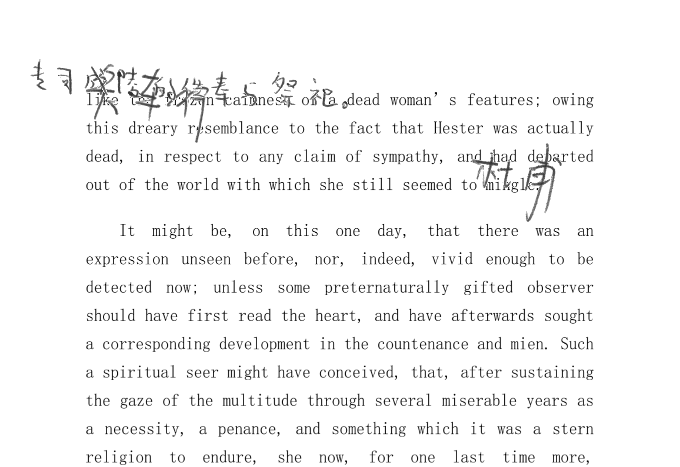 专司 奉与祭祀。
like the frozen calmness of a dead woman’s features; owing
this dreary resemblance to the fact that Hester was actually
dead, in respect to any claim of sympathy, and had departed
out of the world with which she still seemed to mingle.
It might be, on this one day, that there was an
expression unseen before, nor, indeed, vivid enough to be
detected now; unless some preternaturally gifted observer
should have first read the heart, and have afterwards sought
a corresponding development in the countenance and mien. Such
a spiritual seer might have conceived, that, after sustaining
the gaze of the multitude through several miserable years as
a necessity, a penance, and something which it was a stern
religion to endure, she now, for one last time more,